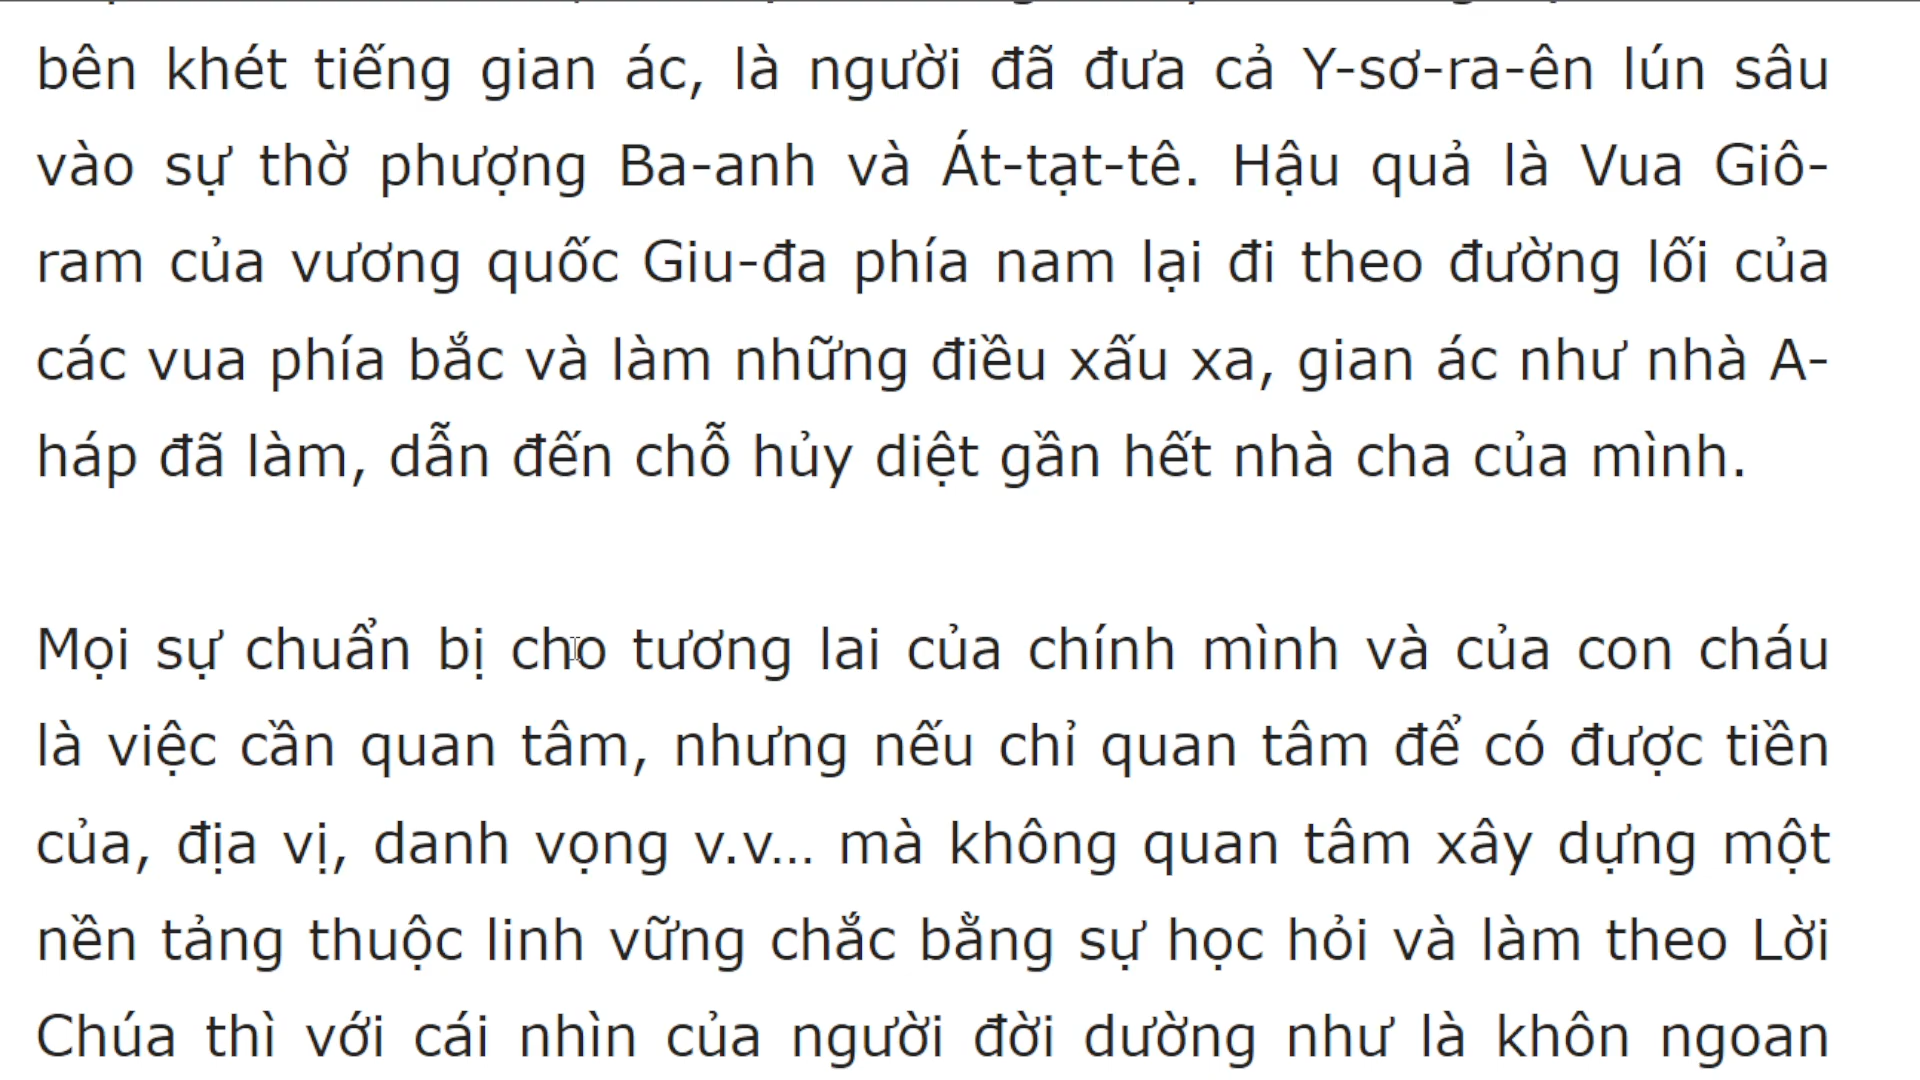 bên khét tiếng gian ác, là người đã đưa cả Y-sơ-ra-ên lún sâu
vào sự thờ phượng Ba-anh và Át-tạt-tê. Hậu quả là Vua Giô-
ram của vương quốc Giu-đa phía nam lại đi theo đường lối của
các vua phía bắc và làm những điều xấu xa, gian ác như nhà A-
háp đã làm, dẫn đến chỗ hủy diệt gần hết nhà cha của mình.
Mọi sự chuẩn bị cho tương lai của chính mình và của con cháu
là việc cần quan tâm, nhưng nếu chỉ quan tâm để có được tiền
của, địa vị, danh vọng v.v... mà không quan tâm xây dựng một
nền tảng thuộc linh vững chắc bằng sự học hỏi và làm theo Lời
Chúa thì với cái nhìn của người đời dường như là khôn ngoan